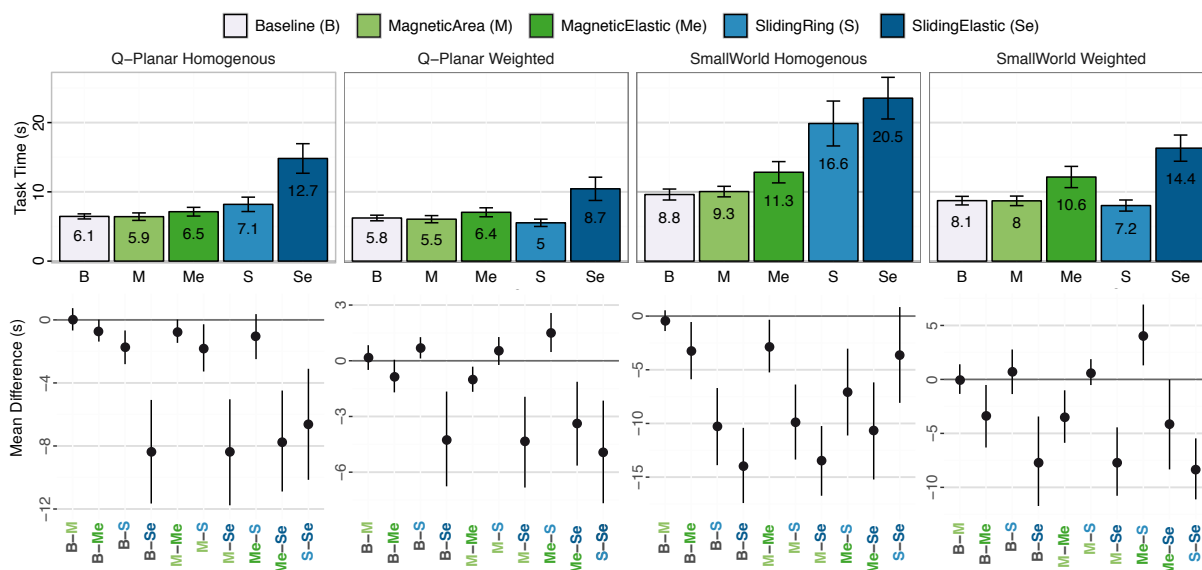 Baseline (B) MagneticArea (M) MagneticElastic (Me) SlidingRing (S) SlidingElastic (Se)
Q−Planar Homogenous Q−Planar Weighted SmallWorld Homogenous SmallWorld Weighted
Task Time (s)
20
10
0
6.1 5.9 6.5 7.1 12.7
5.8 5.5 6.4 5 8.7
8.8 9.3 11.3 16.6 20.5
8.1 8 10.6 7.2 14.4
B M Me S Se
B M Me S Se
B M Me S Se
B M Me S Se
Mean Difference (s)
0
−4
−8
−12
3
0
−3
−6
0
−5
−10
−15
5
0
−5
−10
B−M B−Me B−S B−Se M−Me M−S M−Se Me−S Me−Se S−Se
B−M B−Me B−S B−Se M−Me M−S M−Se Me−S Me−Se S−Se
B−M B−Me B−S B−Se M−Me M−S M−Se Me−S Me−Se S−Se
B−M B−Me B−S B−Se M−Me M−S M−Se Me−S Me−Se S−Se